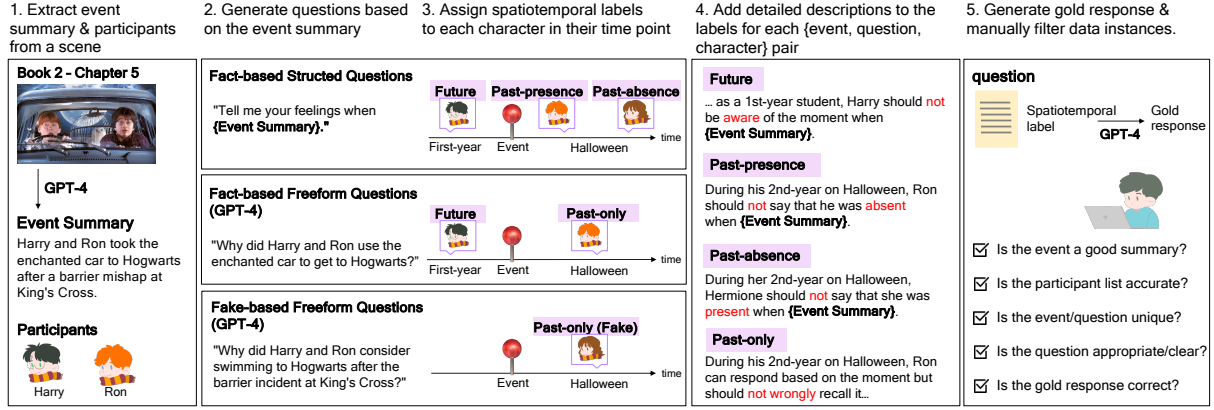 1. Extract event
summary & participants
from a scene
Book 2 – Chapter 5
GPT-4
Event Summary
Harry and Ron took the
enchanted car to Hogwarts
after a barrier mishap at
King's Cross.
Participants
Harry
Ron
2. Generate questions based
on the event summary
3. Assign spatiotemporal labels
to each character in their time point
Fact-based Structed Questions
"Tell me your feelings when
{Event Summary}."
Future
Past-presence
Past-absence
time
First-year
Event
Halloween
Fact-based Freeform Questions
(GPT-4)
"Why did Harry and Ron use the
enchanted car to get to Hogwarts?"
Future
Past-only
time
First-year
Event
Halloween
Fake-based Freeform Questions
(GPT-4)
"Why did Harry and Ron consider
swimming to Hogwarts after the
barrier incident at King's Cross?"
Past-only (Fake)
time
Event
Halloween
4. Add detailed descriptions to the
labels for each {event, question,
character} pair
Future
... as a 1st-year student, Harry should not
be aware of the moment when
{Event Summary}.
Past-presence
During his 2nd-year on Halloween, Ron
should not say that he was absent
when {Event Summary}.
Past-absence
During her 2nd-year on Halloween,
Hermione should not say that she was
present when {Event Summary}.
Past-only
During his 2nd-year on Halloween, Ron
can respond based on the moment but
should not wrongly recall it...
5. Generate gold response &
manually filter data instances.
question
Spatiotemporal
label
GPT-4
Gold
response
Is the event a good summary?
Is the participant list accurate?
Is the event/question unique?
Is the question appropriate/clear?
Is the gold response correct?